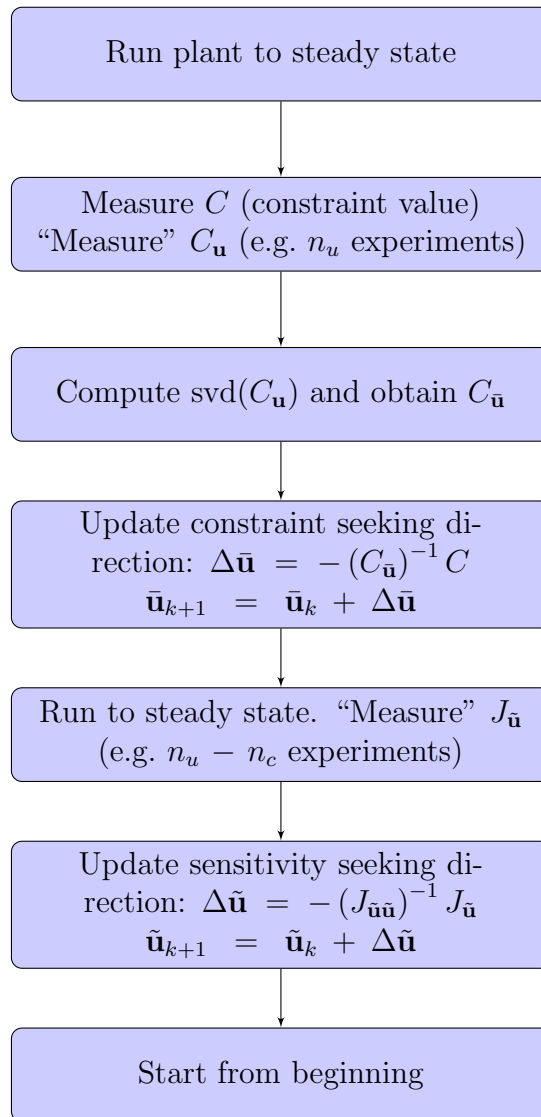 Run plant to steady state
Measure C (constraint value)
“Measure” C_𝐮 (e.g. n_u experiments)
Compute svd(C_𝐮) and obtain C_𝐮̄
Update constraint seeking di-
rection: Δ𝐮̄ = −(C_𝐮̄)⁻¹ C
𝐮̄_{k+1} = 𝐮̄_k + Δ𝐮̄
Run to steady state. “Measure” J_𝐮̃
(e.g. n_u − n_c experiments)
Update sensitivity seeking di-
rection: Δ𝐮̃ = −(J_𝐮̃𝐮̃)⁻¹ J_𝐮̃
𝐮̃_{k+1} = 𝐮̃_k + Δ𝐮̃
Start from beginning